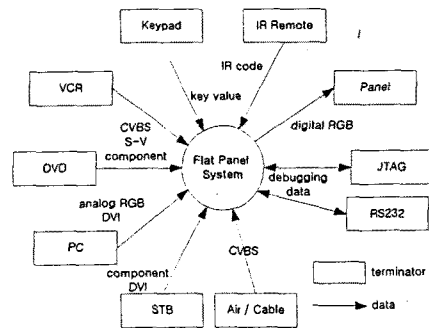 Keypad
IR Remote
IR code
VCR
key value
Panel
CVBS
S-V
component
digital RGB
DVD
Flat Panel
System
JTAG
debugging
data
analog RGB
DVI
RS232
PC
CVBS
component
DVI
terminator
STB
Air / Cable
data